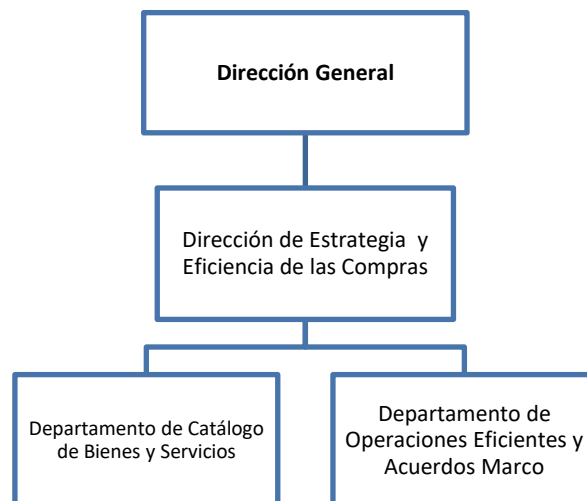 Dirección General
Dirección de Estrategia y
Eficiencia de las Compras
Departamento de Catálogo
de Bienes y Servicios
Departamento de
Operaciones Eficientes y
Acuerdos Marco